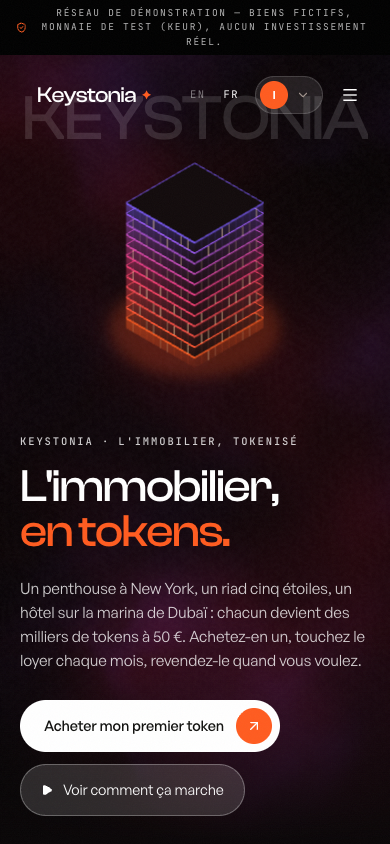 RÉSEAU DE DÉMONSTRATION — BIENS FICTIFS,
MONNAIE DE TEST (KEUR), AUCUN INVESTISSEMENT
RÉEL.
Keystonia
EN FR I
KEYSTONIA
KEYSTONIA · L'IMMOBILIER, TOKENISÉ
L'immobilier,
en tokens.
Un penthouse à New York, un riad cinq étoiles, un
hôtel sur la marina de Dubaï : chacun devient des
milliers de tokens à 50 €. Achetez-en un, touchez le
loyer chaque mois, revendez-le quand vous voulez.
Acheter mon premier token
Voir comment ça marche